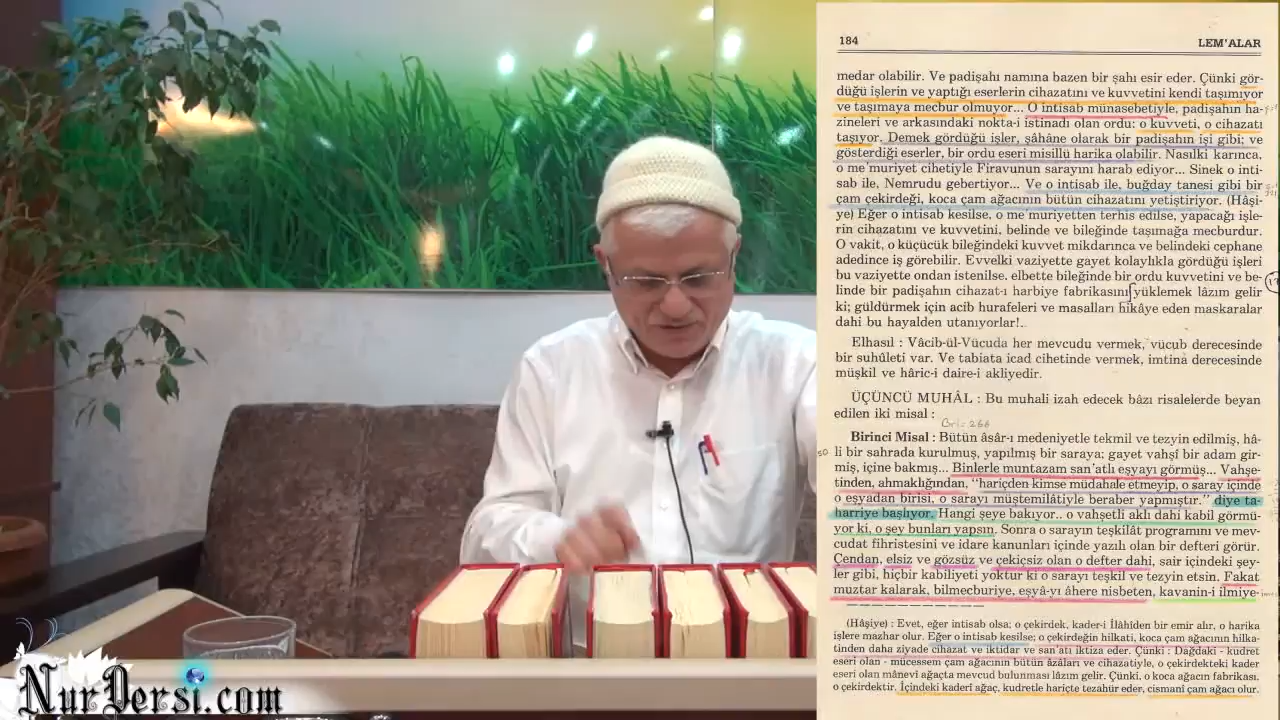 184
LEM'ALAR
medar olabilir. Ve padişahı namına bazen bir şahı esir eder. Çünki gör-
düğü işlerin ve yaptığı eserlerin cihazatını ve kuvvetini kendi taşımıyor
ve taşımaya mecbur olmuyor... O intisab münasebetiyle, padişahın ha-
zineleri ve arkasındaki nokta-i istinadı olan ordu; o kuvveti, o cihazatı
taşıyor. Demek gördüğü işler, şâhâne olarak bir padişahın işi gibi; ve
gösterdiği eserler, bir ordu eseri misillü harika olabilir. Nasılki karınca,
o me'muriyet cihetiyle Firavunun sarayını harab ediyor... Sinek o inti-
sab ile, Nemrudu gebertiyor... Ve o intisab ile, buğday tanesi gibi bir
çam çekirdeği, koca çam ağacının bütün cihazatını yetiştiriyor. (Hâşi-
ye) Eğer o intisab kesilse, o me'muriyetten terhis edilse, yapacağı işle-
rin cihazatını ve kuvvetini, belinde ve bileğinde taşımağa mecburdur.
O vakit, o küçücük bileğindeki kuvvet mikdarınca ve belindeki cephane
adedince iş görebilir. Evvelki vaziyette gayet kolaylıkla gördüğü işleri
bu vaziyette ondan istenilse, elbette bileğinde bir ordu kuvvetini ve be-
linde bir padişahın cihazat-ı harbiye fabrikasını yüklemek lâzım gelir
ki; güldürmek için acib hurafeleri ve masalları hikâye eden maskaralar
dahi bu hayalden utanıyorlar!..
Elhasıl : Vâcib-ül-Vücuda her mevcudu vermek, vücub derecesinde
bir suhûleti var. Ve tabiata icad cihetinde vermek, imtina derecesinde
müşkil ve hâric-i daire-i akliyedir.
ÜÇÜNCÜ MUHÂL : Bu muhali izah edecek bâzı risalelerde beyan
edilen iki misal :
Birinci Misal : Bütün âsâr-ı medeniyetle tekmil ve tezyin edilmiş, hâ-
li bir sahrada kurulmuş, yapılmış bir saraya; gayet vahşî bir adam gir-
miş, içine bakmış... Binlerle muntazam san'atlı eşyayı görmüş... Vahşe-
tinden, ahmaklığından, "hariçden kimse müdahale etmeyip, o saray içinde
o eşyadan birisi, o sarayı müştemilâtiyle beraber yapmıştır." diye ta-
harriye başlıyor. Hangi şeye bakıyor.. o vahşetli aklı dahi kabil görmü-
yor ki, o şey bunları yapsın. Sonra o sarayın teşkilât programını ve mev-
cudat fihristesini ve idare kanunları içinde yazılı olan bir defteri görür.
Çendan, elsiz ve gözsüz ve çekiçsiz olan o defter dahi, sair içindeki şey-
ler gibi, hiçbir kabiliyeti yoktur ki o sarayı teşkil ve tezyin etsin. Fakat
muztar kalarak, bilmecburiye, eşyâ-yı âhere nisbeten, kavanin-i ilmiye-
(Hâşiye) : Evet, eğer intisab olsa; o çekirdek, kader-i İlâhiden bir emir alır, o harika
işlere mazhar olur. Eğer o intisab kesilse; o çekirdeğin hilkati, koca çam ağacının hilka-
tinden daha ziyade cihazat ve iktidar ve san'atı iktiza eder. Çünki : Dağdaki - kudret
eseri olan - mücessem çam ağacının bütün âzâları ve cihazatiyle, o çekirdekteki kader
eseri olan mânevi ağaçta mevcud bulunması lâzım gelir. Çünki, o koca ağacın fabrikası,
o çekirdektir. İçindeki kaderî ağaç, kudretle hariçte tezahür eder, cismanî çam ağacı olur.
NurDersi.com